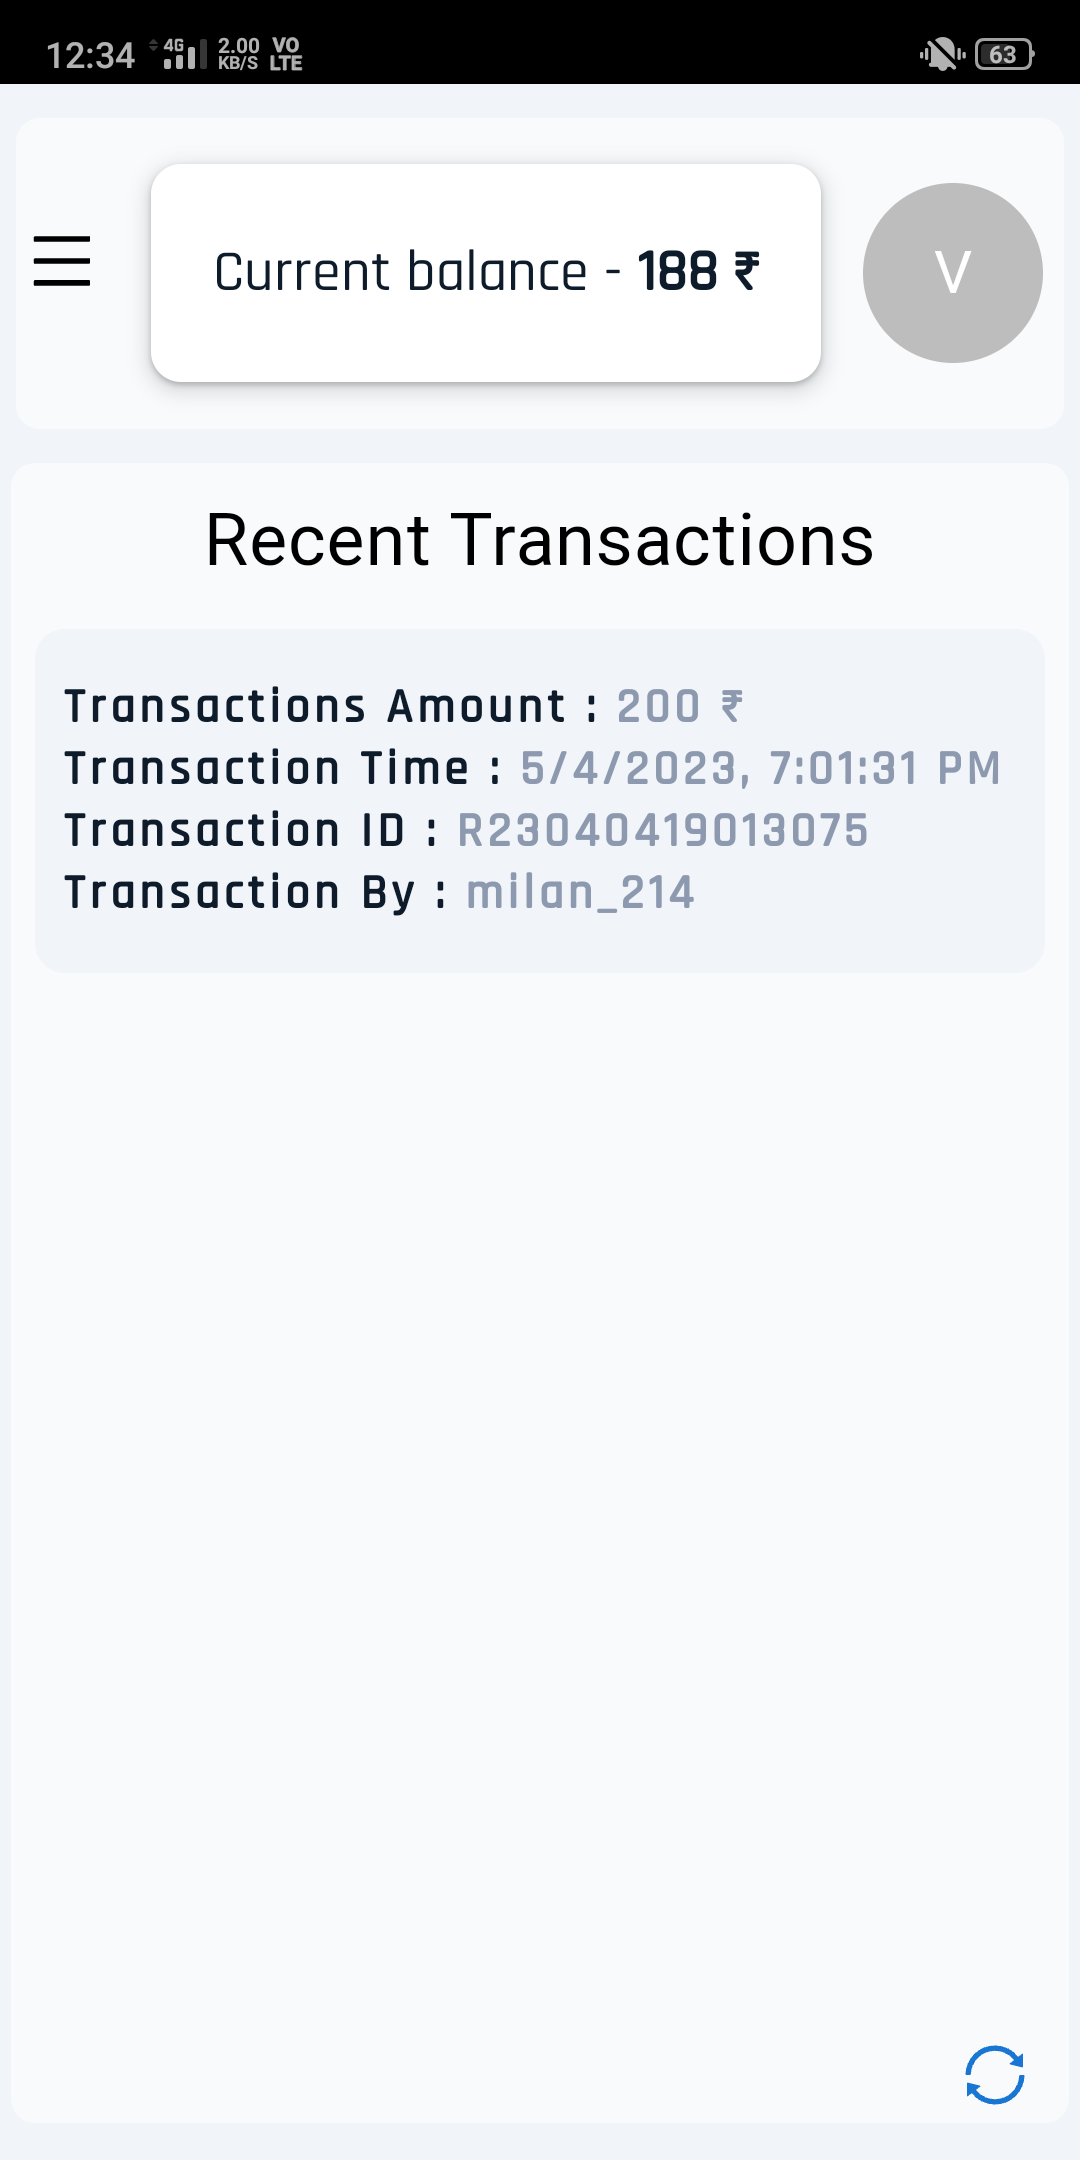 12:34 4G 2.00 KB/S VO LTE 63
Current balance - 188 ₹
V
Recent Transactions
Transactions Amount : 200 ₹
Transaction Time : 5/4/2023, 7:01:31 PM
Transaction ID : R23040419013075
Transaction By : milan_214